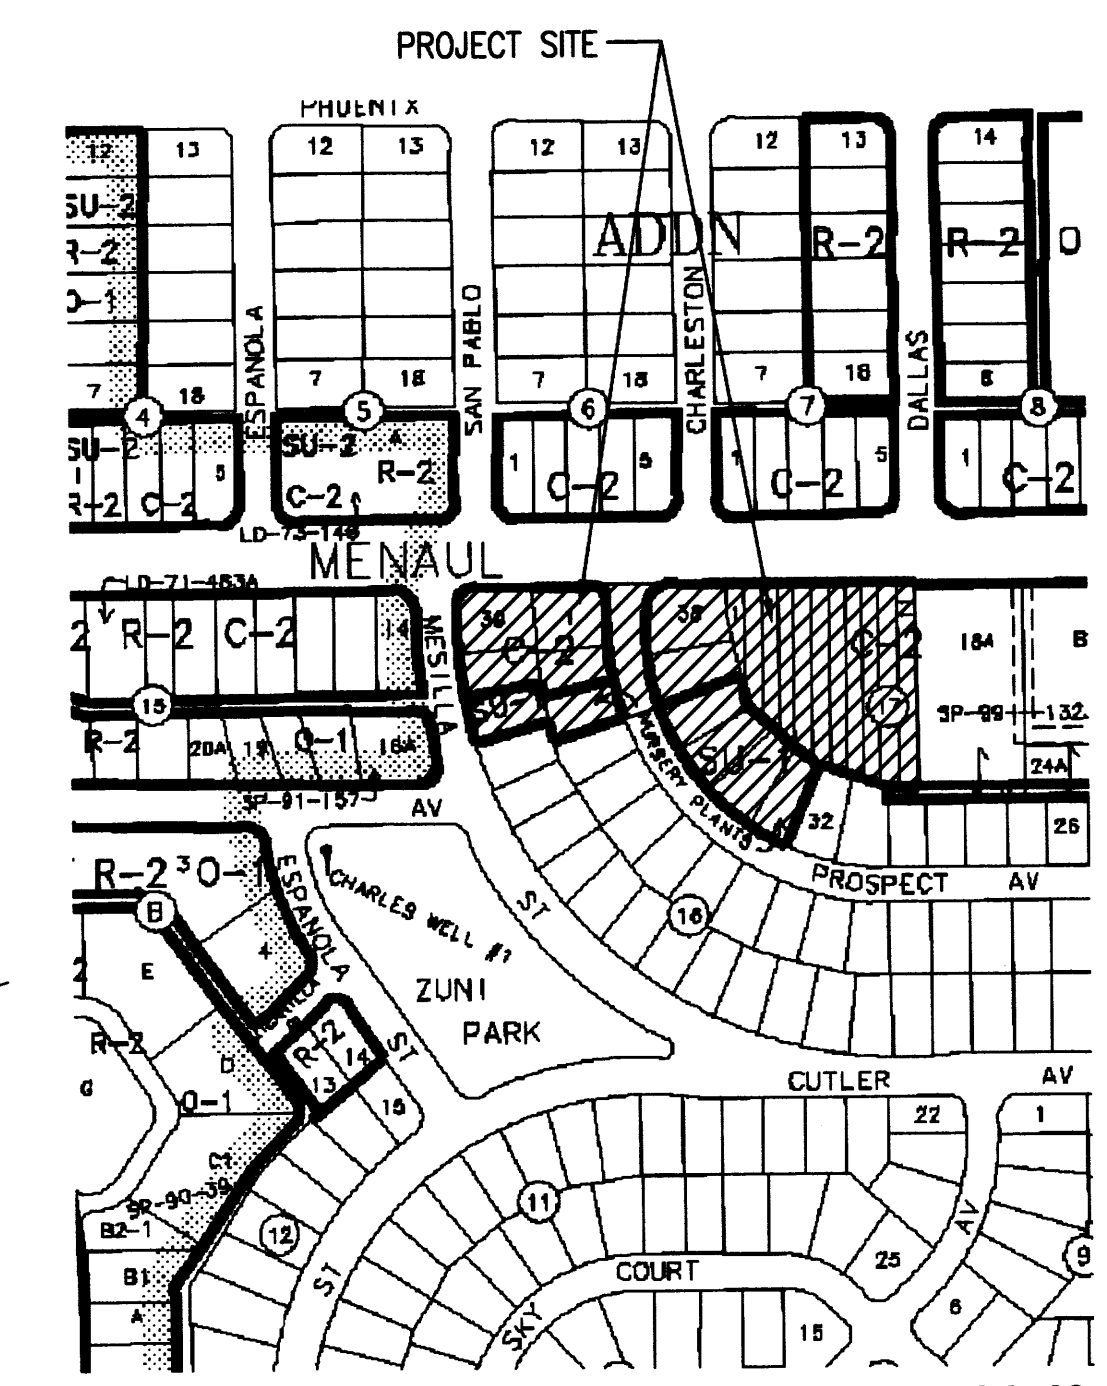 PROJECT SITE
PHOENIX
12 13 12 13 12 13 12 13 14
SU-2
R-2
O-1
ADDN
R-2 R-2 O
ESPANOLA
SAN PABLO
CHARLESTON
DALLAS
7 18 7 18 7 18 7 18 8
4 5 6 7 8
SU-2 SU-2 A
R-2
1 5 1 5 1
5
R-2 C-2 C-2 C-2 C-2 C-2
LD-73-146
MENAUL
LD-71-483A
2 R-2 C-2 14
MESILLA
38 C-2 38 C-2 18A B
15
SU-1
17
SP-99-132
R-2 20A 19 O-1 16A
SU-1
NURSERY PLANTS
24A
SP-91-157
AV
32 26
R-2 3 O-1
ESPANOLA
CHARLES WELL #1
ST
PROSPECT AV
B
16
4
2 E
ZUNI
PARK
R-2
R-2
14
13
ST
D
G
O-1
15
CUTLER AV
22 1
C1
SP-90-39
B2-1
12
11
AV
9
B1
ST
COURT
25
A
SKY
6
15